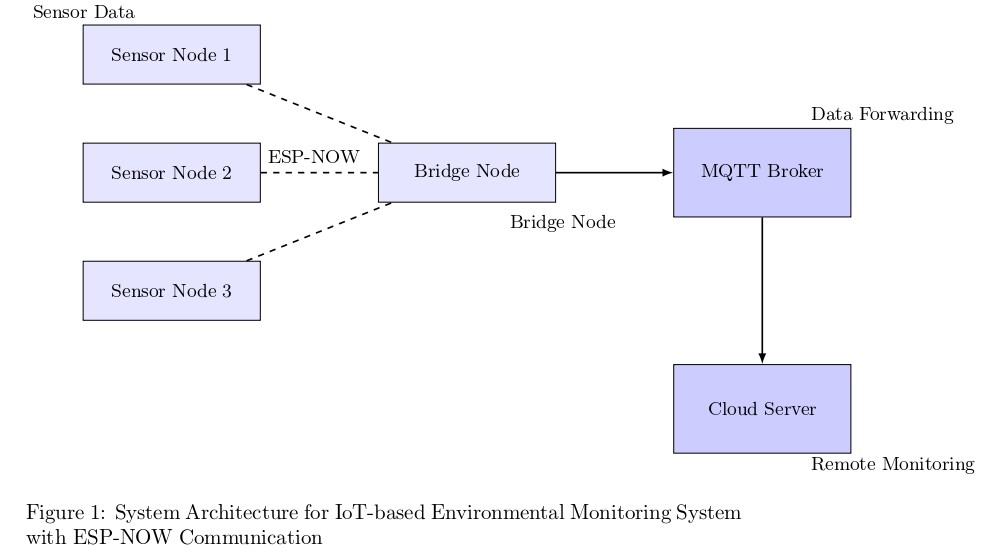 Sensor Data
Sensor Node 1
Data Forwarding
ESP-NOW
Sensor Node 2
Bridge Node
MQTT Broker
Bridge Node
Sensor Node 3
Cloud Server
Remote Monitoring
Figure 1: System Architecture for IoT-based Environmental Monitoring System
with ESP-NOW Communication